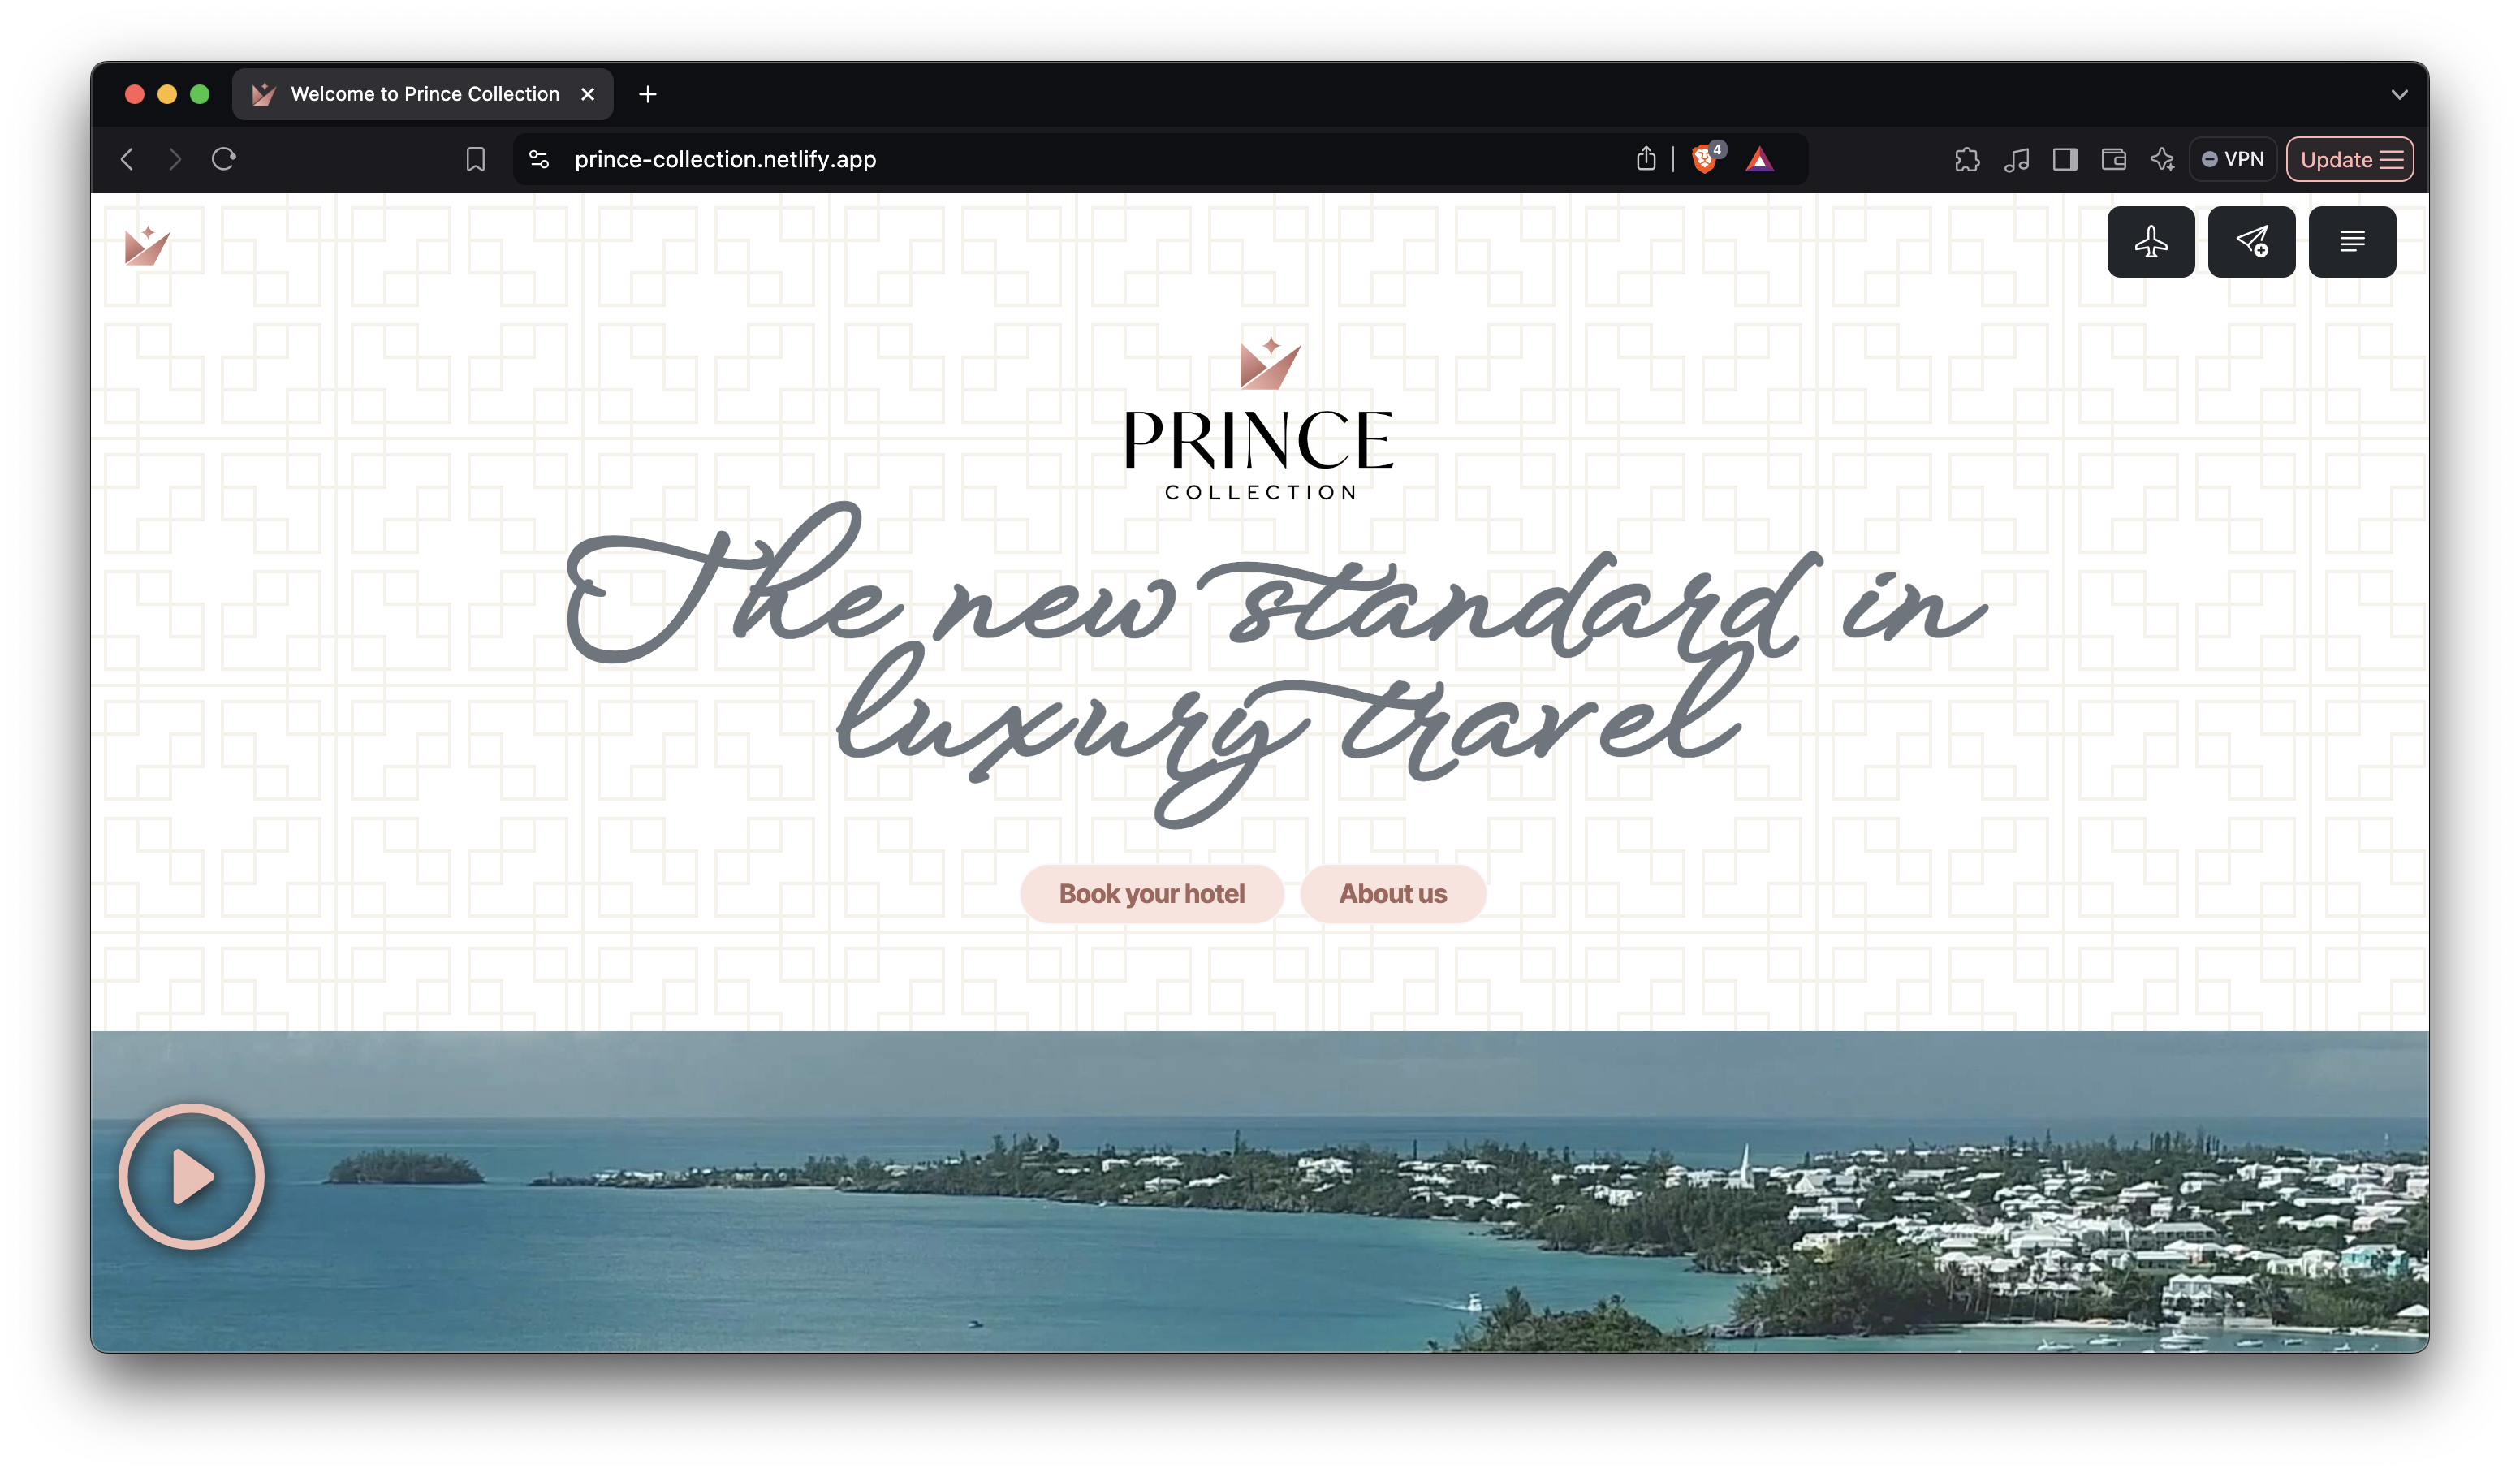 Welcome to Prince Collection
prince-collection.netlify.app
4
VPN
Update
PRINCE
COLLECTION
The new standard in
luxury travel
Book your hotel
About us